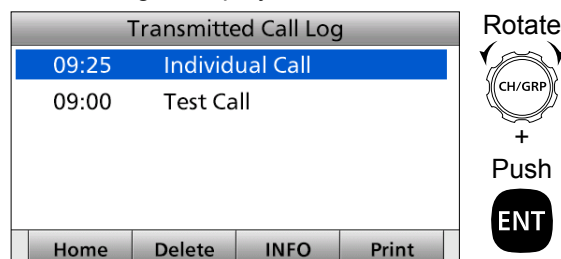 Transmitted Call Log
09:25 Individual Call
09:00 Test Call
Home Delete INFO Print
Rotate
CH/GRP
+
Push
ENT